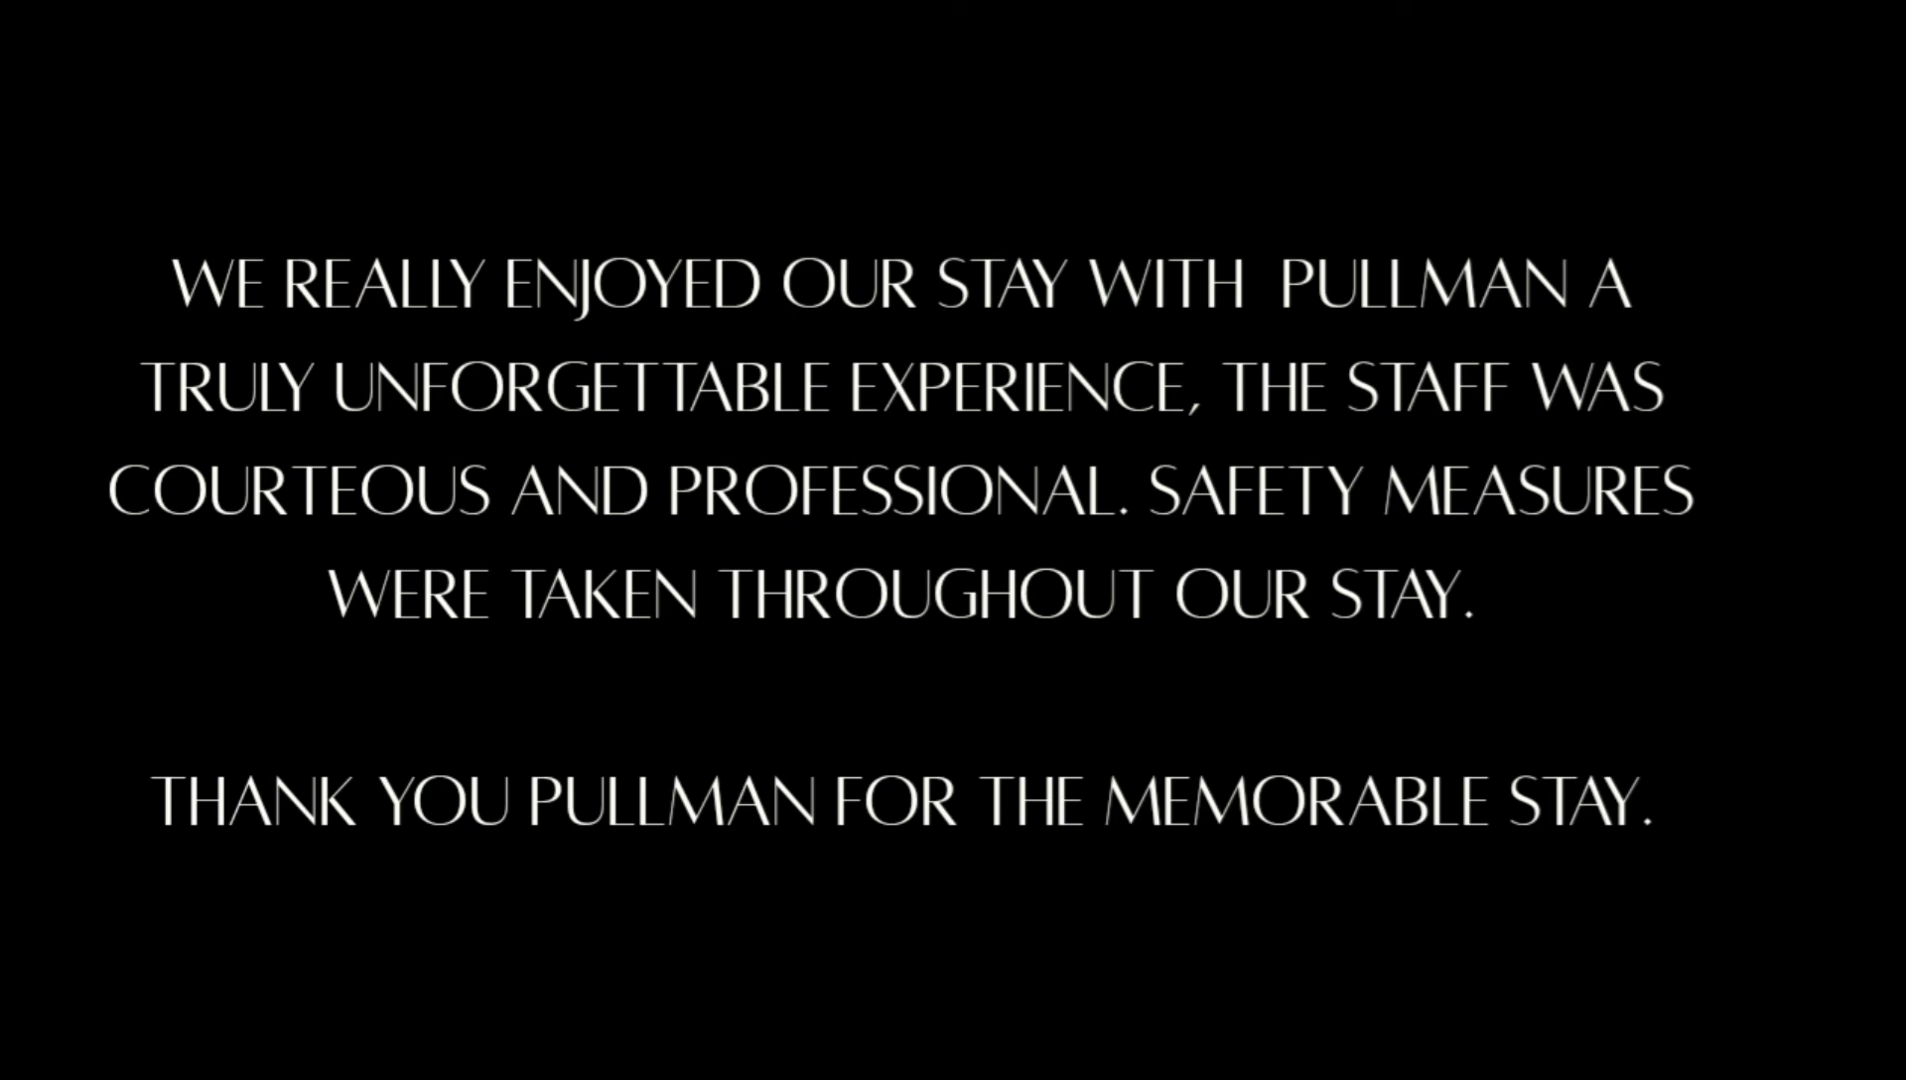 WE REALLY ENJOYED OUR STAY WITH PULLMAN A
TRULY UNFORGETTABLE EXPERIENCE, THE STAFF WAS
COURTEOUS AND PROFESSIONAL. SAFETY MEASURES
WERE TAKEN THROUGHOUT OUR STAY.
THANK YOU PULLMAN FOR THE MEMORABLE STAY.